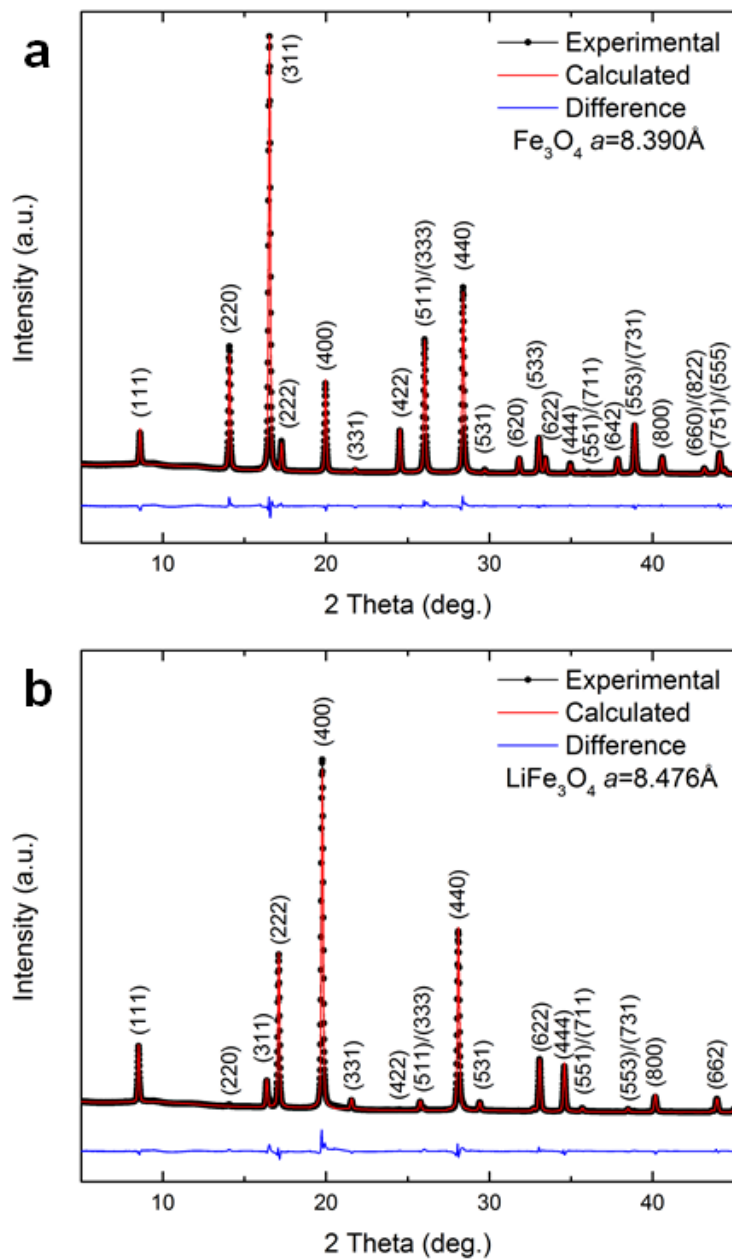 a
Experimental
Calculated
Difference
Fe₃O₄ a=8.390Å
Intensity (a.u.)
(111)
(220)
(311)
(222)
(400)
(331)
(422)
(511)/(333)
(440)
(531)
(620)
(533)
(622)
(444)
(551)/(711)
(642)
(553)/(731)
(800)
(660)/(822)
(751)/(555)
10 20 30 40
2 Theta (deg.)
b
Experimental
Calculated
Difference
LiFe₃O₄ a=8.476Å
Intensity (a.u.)
(111)
(220)
(311)
(222)
(400)
(331)
(422)
(511)/(333)
(440)
(531)
(622)
(444)
(551)/(711)
(553)/(731)
(800)
(662)
10 20 30 40
2 Theta (deg.)